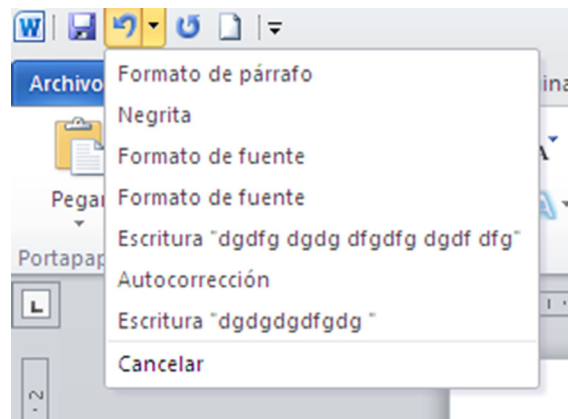 W
Archivo
Formato de párrafo
Negrita
Formato de fuente
Formato de fuente
Pegar
Escritura "dgdfg dgdg dfgdfg dgdf dfg"
Portapap
Autocorrección
L
Escritura "dgdgdgdfgdg "
Cancelar
2